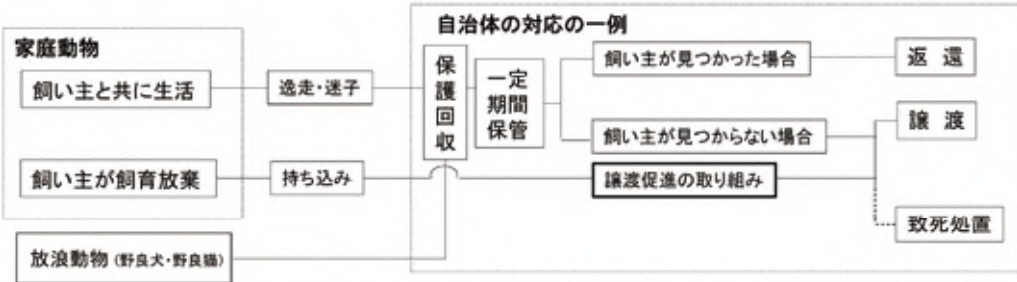 自治体の対応の一例
家庭動物
飼い主と共に生活
逸走・迷子
保護回収
一定期間保管
飼い主が見つかった場合
返還
飼い主が見つからない場合
譲渡
飼い主が飼育放棄
持ち込み
譲渡促進の取り組み
致死処置
放浪動物(野良犬・野良猫)